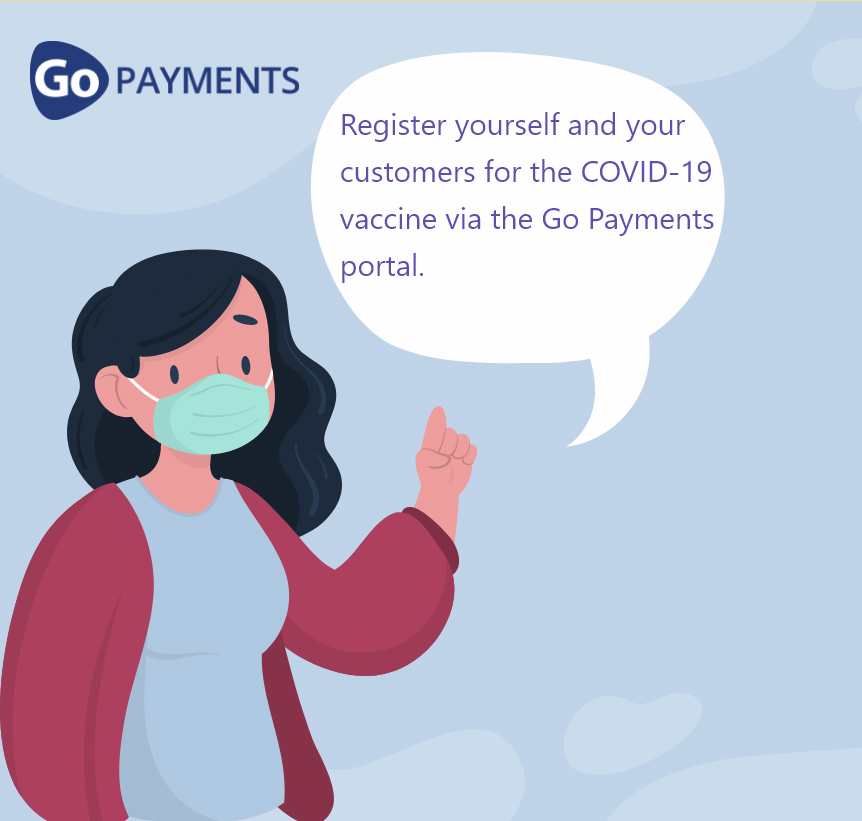 Go PAYMENTS
Register yourself and your
customers for the COVID-19
vaccine via the Go Payments
portal.